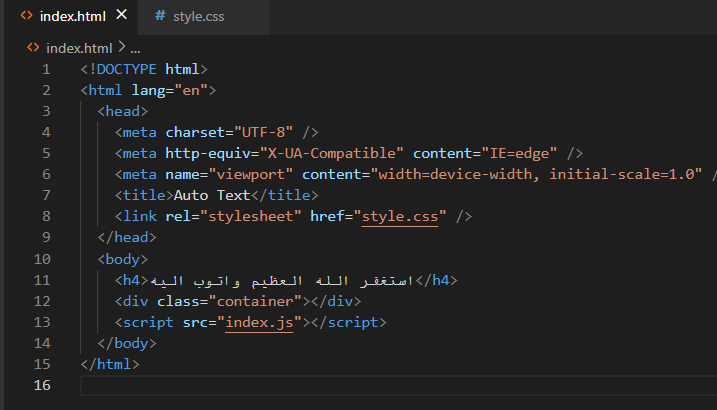 index.html
style.css
index.html > ...
1 <!DOCTYPE html>
2 <html lang="en">
3 <head>
4 <meta charset="UTF-8" />
5 <meta http-equiv="X-UA-Compatible" content="IE=edge" />
6 <meta name="viewport" content="width=device-width, initial-scale=1.0" /
7 <title>Auto Text</title>
8 <link rel="stylesheet" href="style.css" />
9 </head>
10 <body>
11 <h4>استغفر الله العظيم واتوب اليه</h4>
12 <div class="container"></div>
13 <script src="index.js"></script>
14 </body>
15 </html>
16